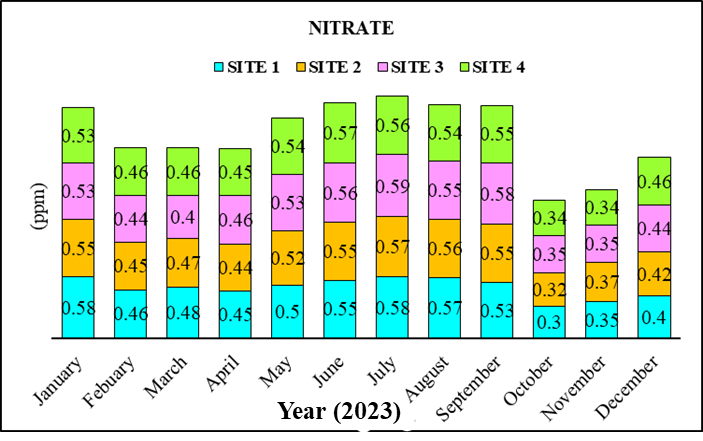 NITRATE
SITE 1 SITE 2 SITE 3 SITE 4
0.53 0.46 0.46 0.45 0.54 0.57 0.56 0.54 0.55 0.34 0.34 0.46
0.53 0.44 0.4 0.46 0.53 0.56 0.59 0.55 0.58 0.35 0.35 0.44
0.55 0.45 0.47 0.44 0.52 0.55 0.57 0.56 0.55 0.32 0.37 0.42
0.58 0.46 0.48 0.45 0.5 0.55 0.58 0.57 0.53 0.3 0.35 0.4
(ppm)
January Febuary March April May June July August September October November December
Year (2023)